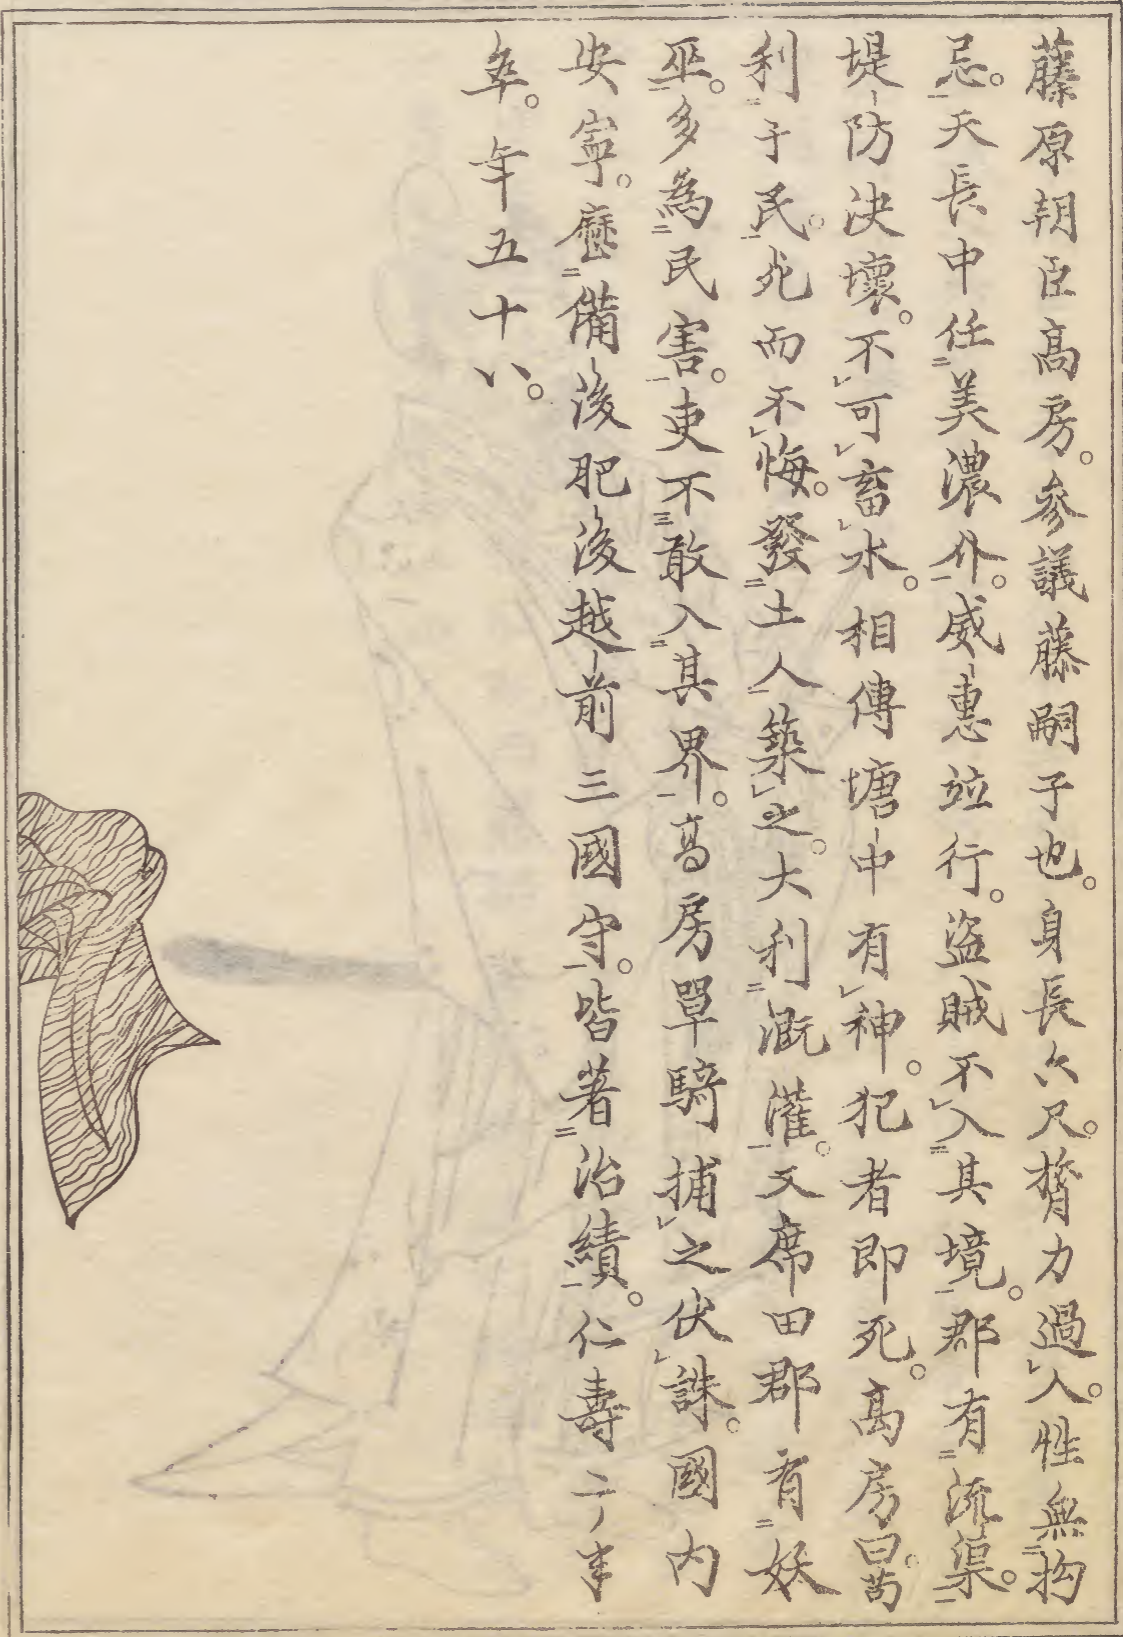 藤原朝臣高房。參議藤嗣子也。身長六尺。膂力過人。性無拘
忌。天長中任美濃介。威惠竝行。盜賊不入其境。郡有流渠。
堤防決壞。不可畜水。相傳塘中有神。犯者即死。高房曰。苟
利于民。死而不悔。發土人築之。大利漑灌。又席田郡有妖
巫。多為民害。吏不敢入其界。高房單騎捕之伏誅。國内
安寧。歷備後肥後越前三國守。皆著治績。仁壽二年
卒。年五十八。